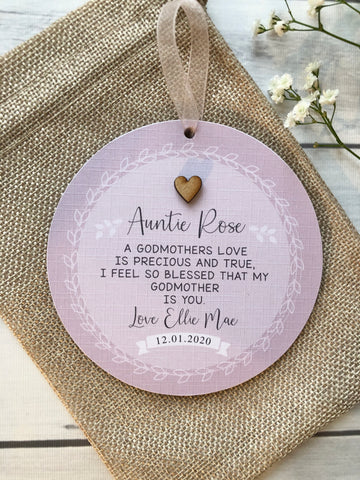 Auntie Rose
A GODMOTHERS LOVE
IS PRECIOUS AND TRUE,
I FEEL SO BLESSED THAT MY
GODMOTHER
IS YOU.
Love Ellie Mae
12.01.2020